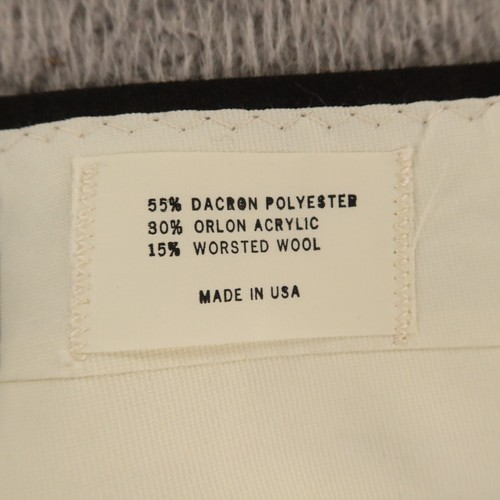 55% DACRON POLYESTER
30% ORLON ACRYLIC
15% WORSTED WOOL
MADE IN USA